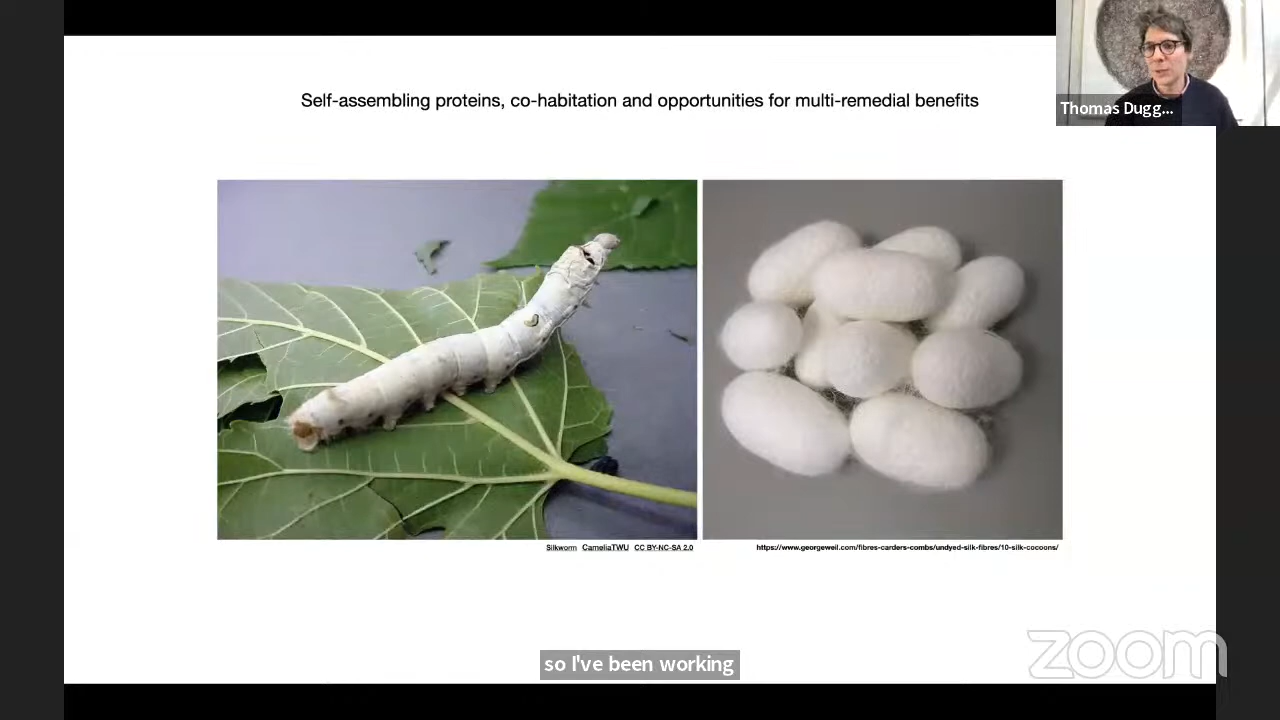 Self-assembling proteins, co-habitation and opportunities for multi-remedial benefits
Thomas Dugg...
Silkworm CameliaTWU CC BY-NC-SA 2.0
https://www.georgeweil.com/fibres-carders-combs/undyed-silk-fibres/10-silk-cocoons/
so I've been working
zoom